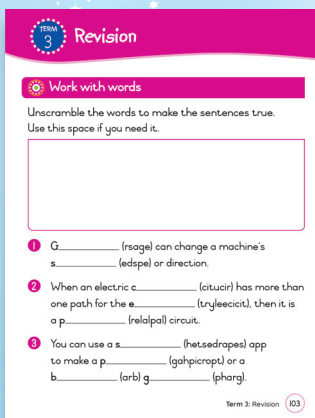 TERM
3
Revision
Work with words
Unscramble the words to make the sentences true.
Use this space if you need it.
1 G__________ (rsage) can change a machine's
s__________ (edspe) or direction.
2 When an electric c__________ (citucir) has more than
one path for the e__________ (tryleecicit), then it is
a p__________ (relalpal) circuit.
3 You can use a s__________ (hetsedrapes) app
to make a p__________ (gahpicropt) or a
b__________ (arb) g__________ (pharg).
Term 3: Revision 103